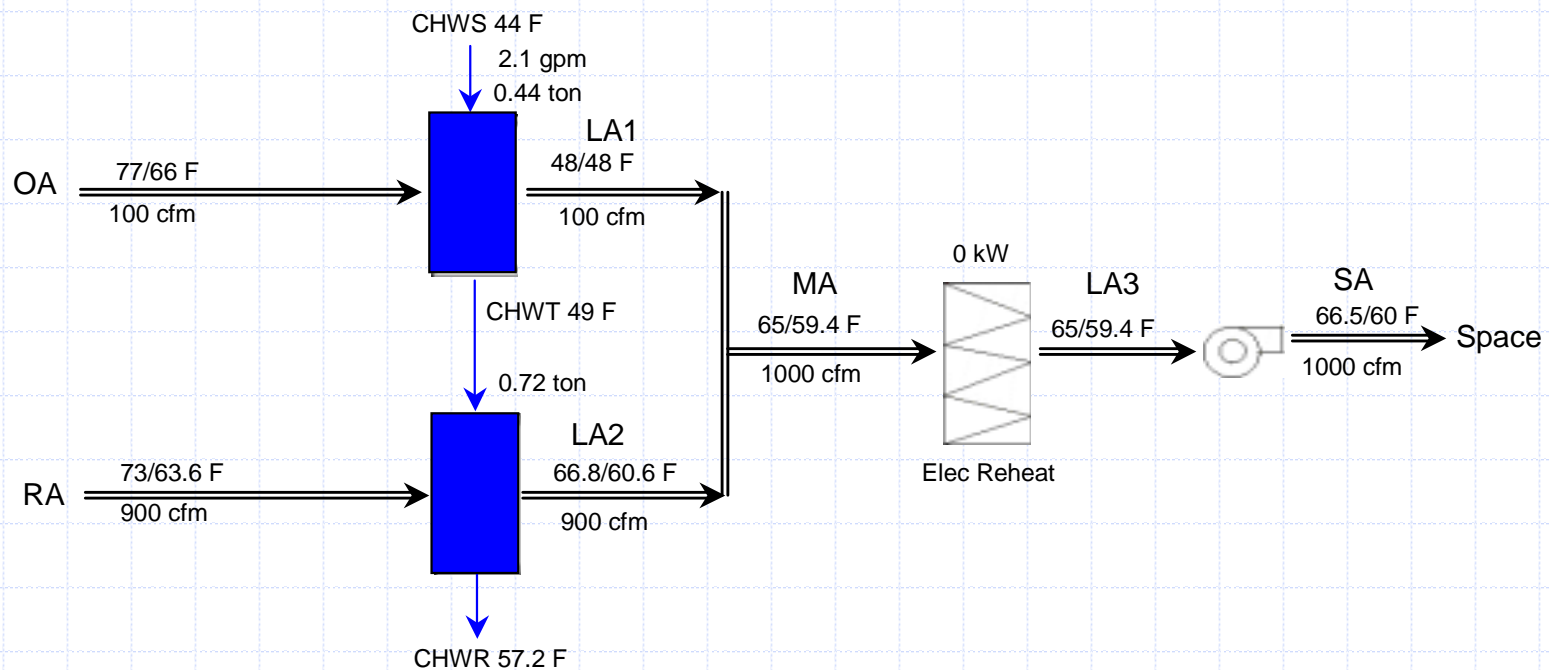 CHWS 44 F
2.1 gpm
0.44 ton
LA1
77/66 F
48/48 F
OA
100 cfm
100 cfm
0 kW
MA
LA3
SA
CHWT 49 F
65/59.4 F
65/59.4 F
66.5/60 F
Space
1000 cfm
1000 cfm
0.72 ton
LA2
73/63.6 F
66.8/60.6 F
Elec Reheat
RA
900 cfm
900 cfm
CHWR 57.2 F